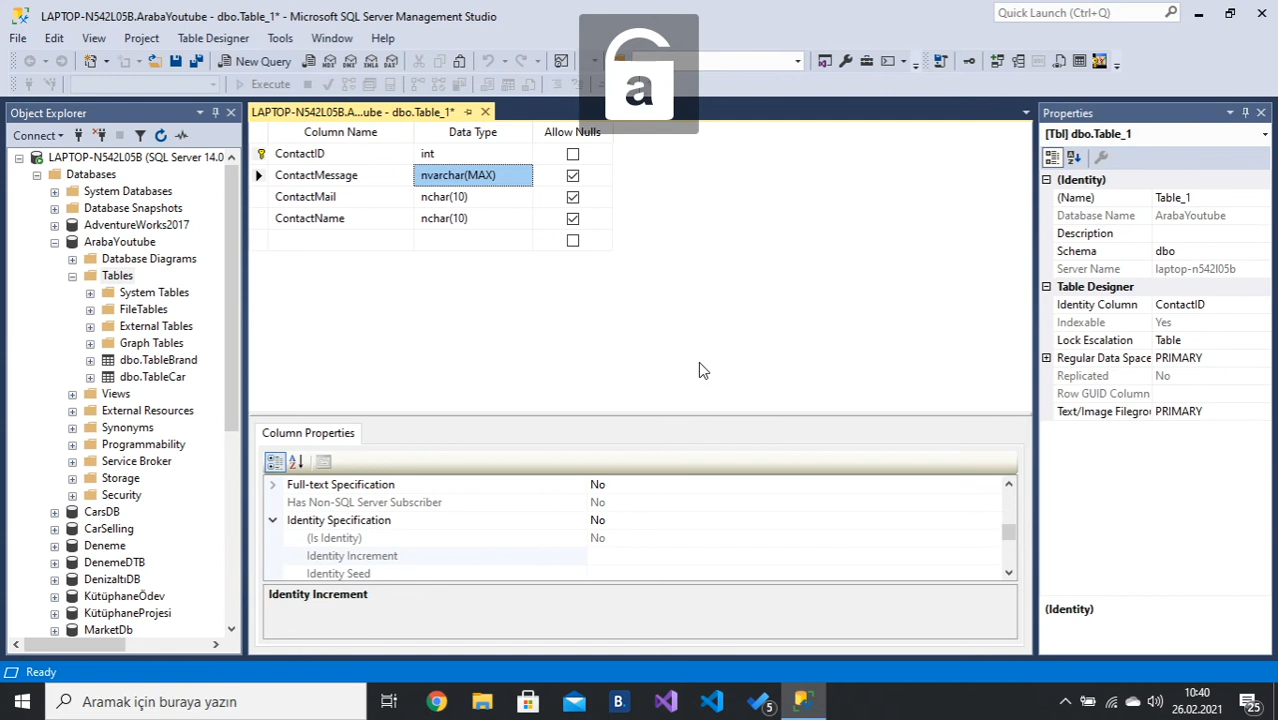 LAPTOP-N542L05B.ArabaYoutube - dbo.Table_1* - Microsoft SQL Server Management Studio
Quick Launch (Ctrl+Q)
File Edit View Project Table Designer Tools Window Help
New Query
Execute
a
Object Explorer
Connect
LAPTOP-N542L05B (SQL Server 14.0
Databases
System Databases
Database Snapshots
AdventureWorks2017
ArabaYoutube
Database Diagrams
Tables
System Tables
FileTables
External Tables
Graph Tables
dbo.TableBrand
dbo.TableCar
Views
External Resources
Synonyms
Programmability
Service Broker
Storage
Security
CarsDB
CarSelling
Deneme
DenemeDTB
DenizaltıDB
KütüphaneÖdev
KütüphaneProjesi
MarketDb
LAPTOP-N542L05B.A...ube - dbo.Table_1*
Column Name Data Type Allow Nulls
ContactID int
ContactMessage nvarchar(MAX)
ContactMail nchar(10)
ContactName nchar(10)
Column Properties
Full-text Specification No
Has Non-SQL Server Subscriber No
Identity Specification No
(Is Identity) No
Identity Increment
Identity Seed
Identity Increment
Properties
[Tbl] dbo.Table_1
(Identity)
(Name) Table_1
Database Name ArabaYoutube
Description
Schema dbo
Server Name laptop-n542l05b
Table Designer
Identity Column ContactID
Indexable Yes
Lock Escalation Table
Regular Data Space PRIMARY
Replicated No
Row GUID Column
Text/Image Filegrou PRIMARY
(Identity)
Ready
Aramak için buraya yazın
B.
5
10:40
26.02.2021
25